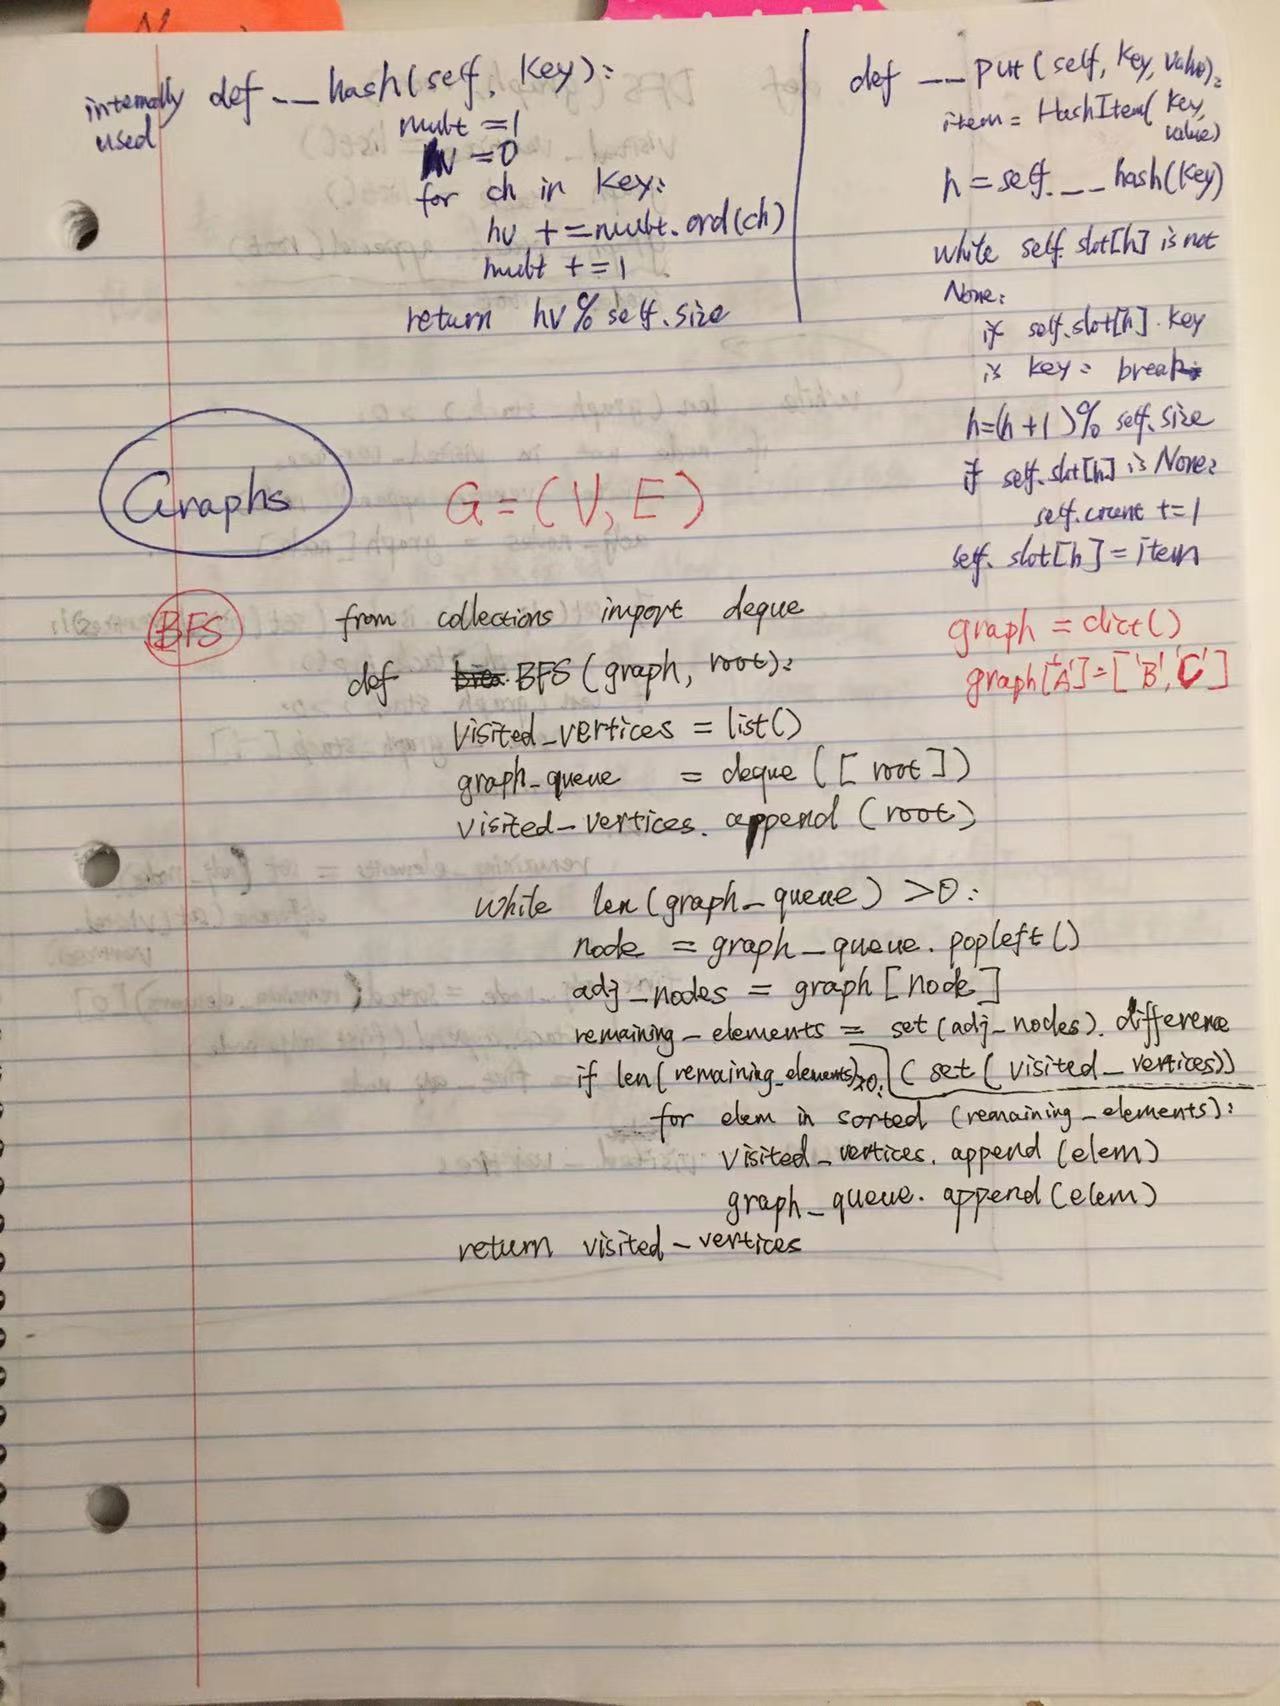 internally def __hash(self, key):
used
mult = 1
hv = 0
for ch in key:
hv += mult.ord(ch)
mult += 1
return hv % self.size
def __put(self, key, value):
item = HashItem(key,
value)
h = self.__hash(key)
while self.slot[h] is not
None:
if self.slot[h].key
is key: break
h=(h+1)% self.size
if self.slot[h] is None:
self.count += 1
self.slot[h] = item
Graphs
G = (V, E)
BFS
from collections import deque
def BFS(graph, root):
visited_vertices = list()
graph_queue = deque([root])
visited_vertices.append(root)
while len(graph_queue) >0:
node = graph_queue.popleft()
adj_nodes = graph[node]
remaining_elements = set(adj_nodes).difference
(set(visited_vertices))
if len(remaining_elements)>0:
for elem in sorted (remaining_elements):
visited_vertices.append(elem)
graph_queue.append(elem)
return visited_vertices
graph = dict()
graph['A']=['B','C']